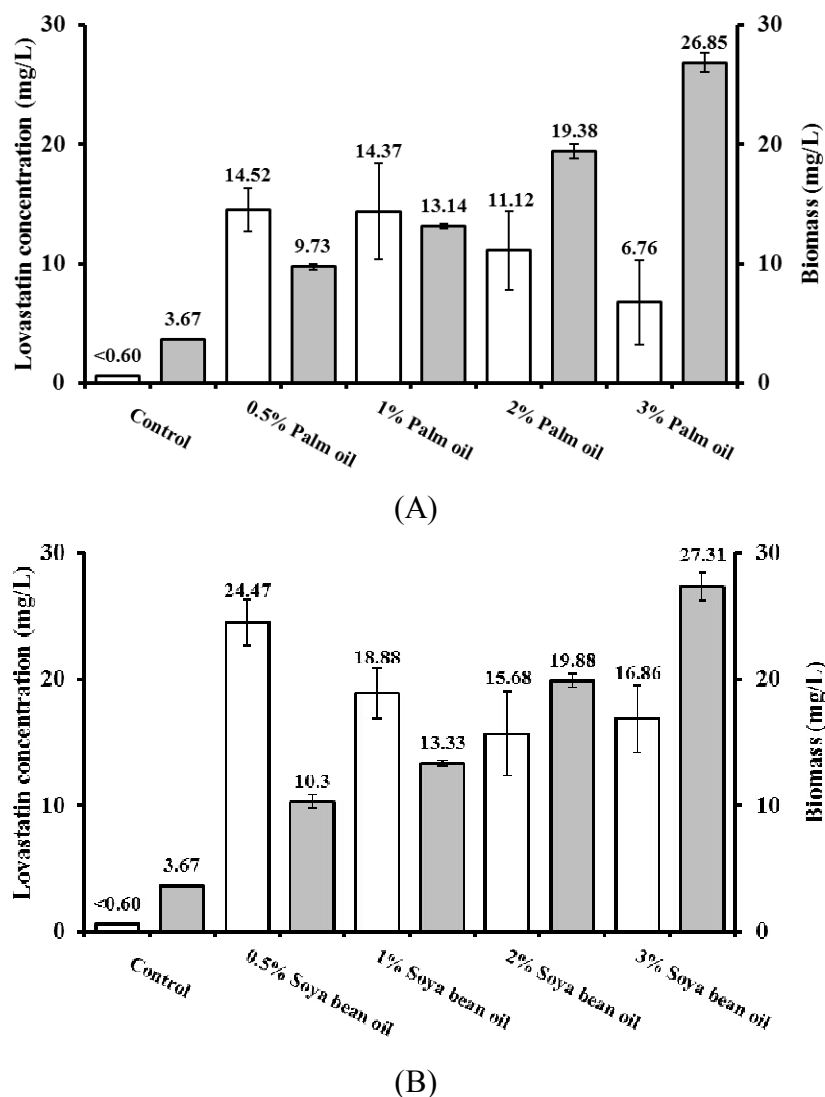 Lovastatin concentration (mg/L)
30
20
10
0
<0.60
3.67
14.52
9.73
14.37
13.14
11.12
19.38
6.76
26.85
30
20
10
0
Biomass (mg/L)
Control
0.5% Palm oil
1% Palm oil
2% Palm oil
3% Palm oil
(A)
Lovastatin concentration (mg/L)
30
20
10
0
<0.60
3.67
24.47
10.3
18.88
13.33
15.68
19.88
16.86
27.31
30
20
10
0
Biomass (mg/L)
Control
0.5% Soya bean oil
1% Soya bean oil
2% Soya bean oil
3% Soya bean oil
(B)